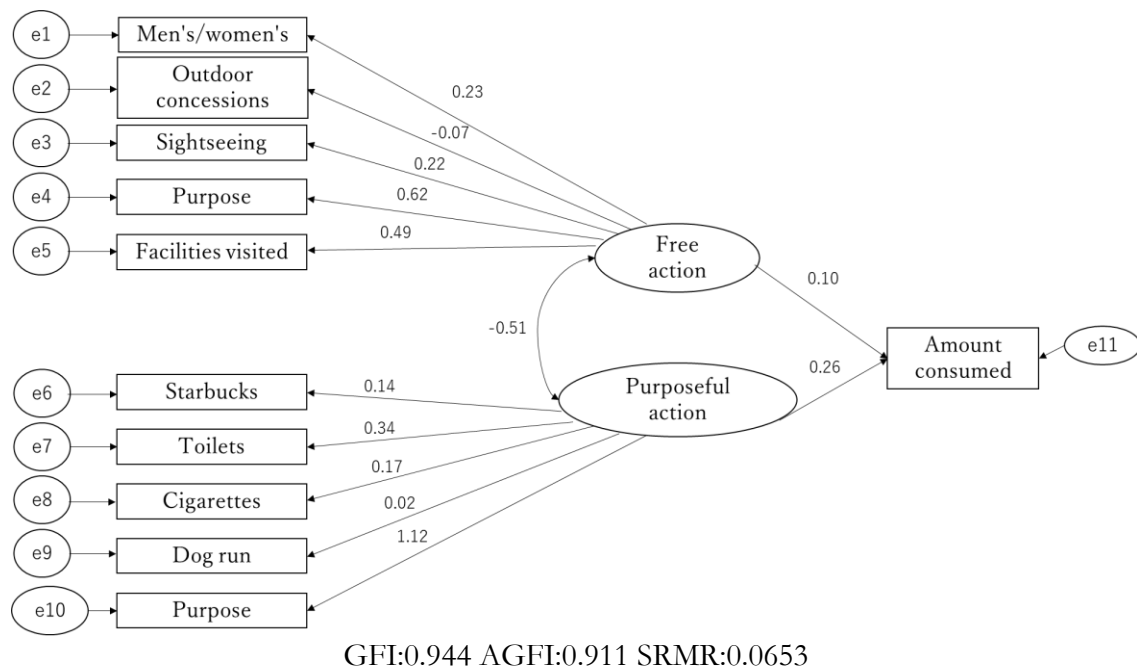 e1
Men's/women's
e2
Outdoor
concessions
e3
Sightseeing
e4
Purpose
e5
Facilities visited
0.23
-0.07
0.22
0.62
0.49
Free
action
0.10
-0.51
Amount
consumed
e11
Purposeful
action
0.26
e6
Starbucks
0.14
e7
Toilets
0.34
e8
Cigarettes
0.17
e9
Dog run
0.02
e10
Purpose
1.12
GFI:0.944 AGFI:0.911 SRMR:0.0653